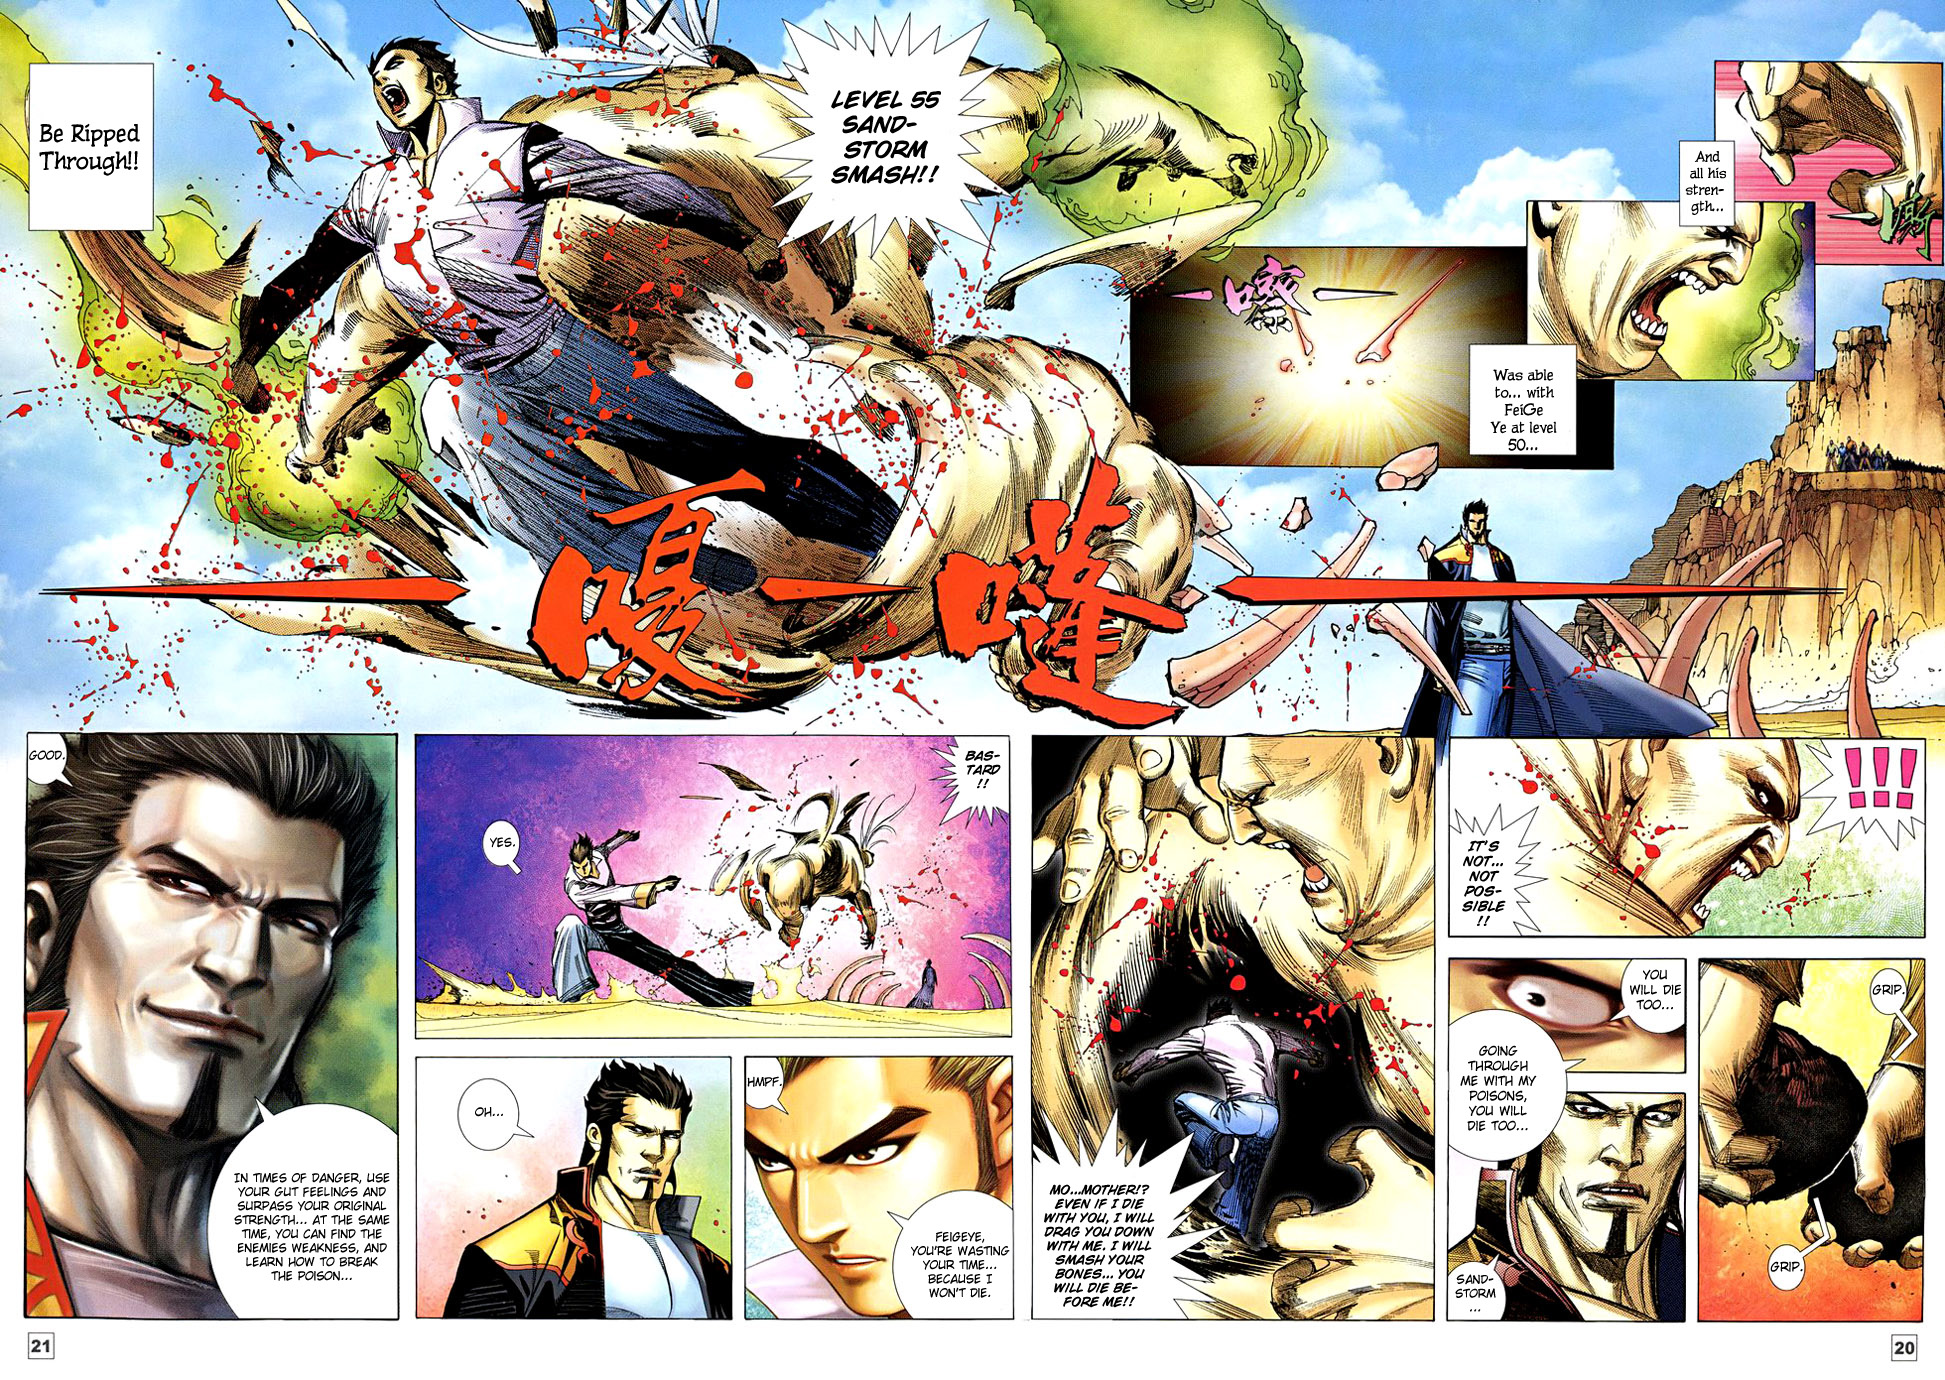 And
all his
stren-
gth...
嘶
Was able
to... with
FeiGe
Ye at level
50...
LEVEL 55
SAND-
STORM
SMASH!!
Be Ripped
Through!!
嗄
噠
!!!
IT'S
NOT...
NOT
POS-
SIBLE
!!
GRIP.
GRIP.
YOU
WILL DIE
TOO...
GOING
THROUGH
ME WITH MY
POISONS,
YOU WILL
DIE TOO...
SAND-
STORM
...
MO...MOTHER!?
EVEN IF I DIE
WITH YOU, I WILL
DRAG YOU DOWN
WITH ME. I WILL
SMASH YOUR
BONES... YOU
WILL DIE BE-
FORE ME!!
BAS-
TARD
!!
YES.
HMPF.
FEIGEYE,
YOU'RE WASTING
YOUR TIME...
BECAUSE I
WON'T DIE.
OH...
GOOD.
IN TIMES OF DANGER, USE
YOUR GUT FEELINGS AND
SURPASS YOUR ORIGINAL
STRENGTH... AT THE SAME
TIME, YOU CAN FIND THE
ENEMIES WEAKNESS, AND
LEARN HOW TO BREAK
THE POISON...
21
20